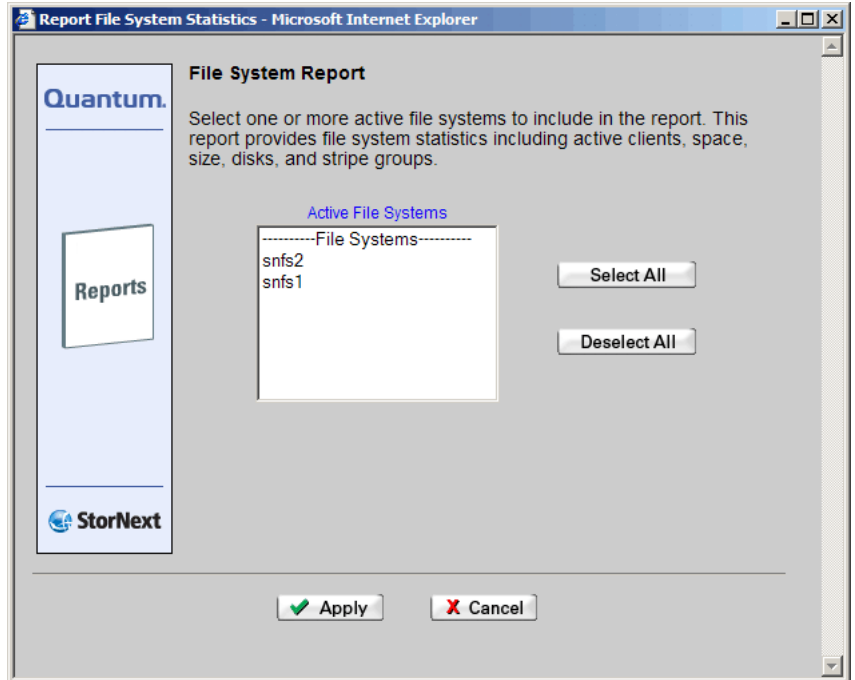 Report File System Statistics - Microsoft Internet Explorer
Quantum.
File System Report
Select one or more active file systems to include in the report. This
report provides file system statistics including active clients, space,
size, disks, and stripe groups.
Active File Systems
----------File Systems----------
snfs2
snfs1
Select All
Deselect All
Reports
StorNext
Apply
X Cancel